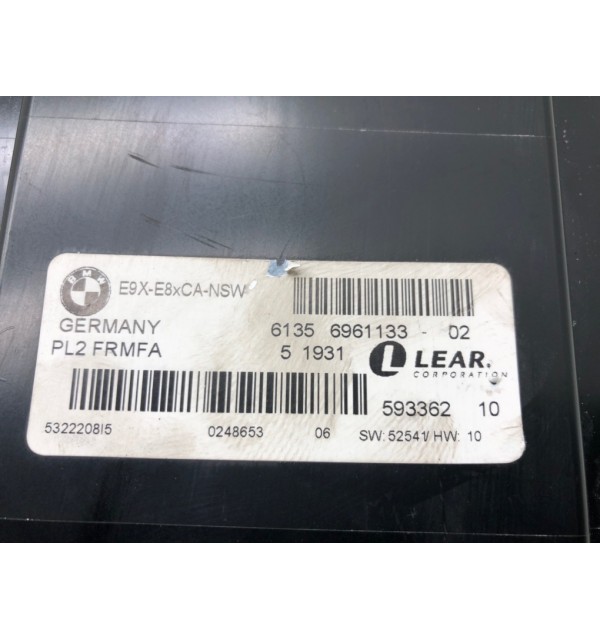 BMW
E9X-E8xCA-NSW
GERMANY 6135 6961133 - 02
PL2 FRMFA 5 1931 L LEAR.
CORPORATION
593362 10
532220815 0248653 06 SW: 52541/ HW: 10